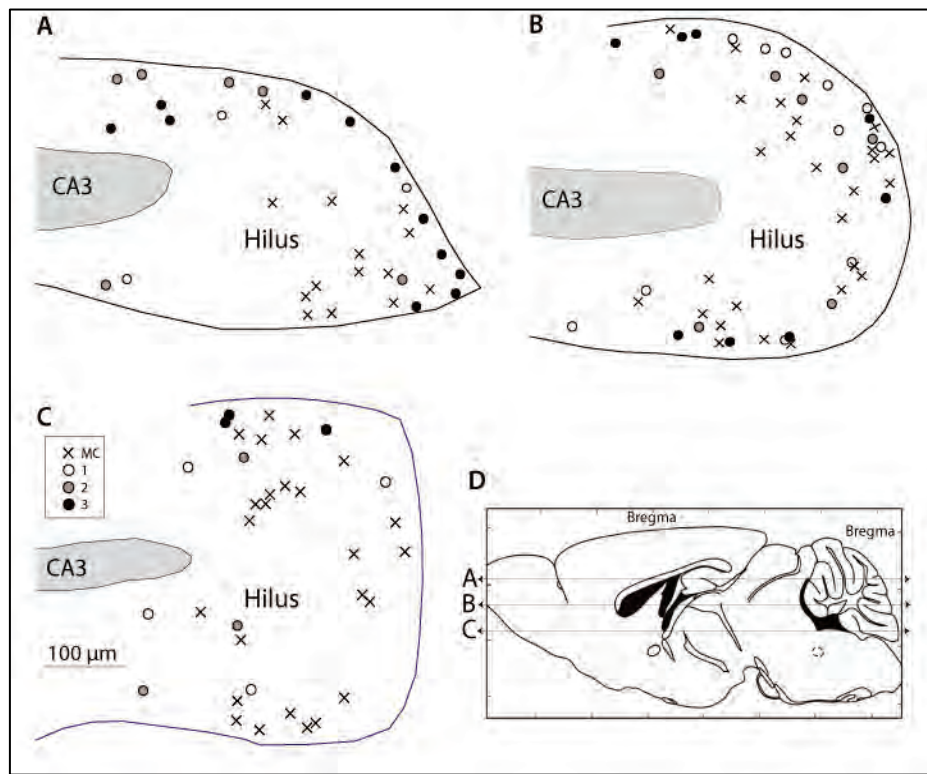 A
CA3
Hilus
B
CA3
Hilus
C
MC
1
2
3
CA3
Hilus
100 μm
D
Bregma
Bregma
A
B
C